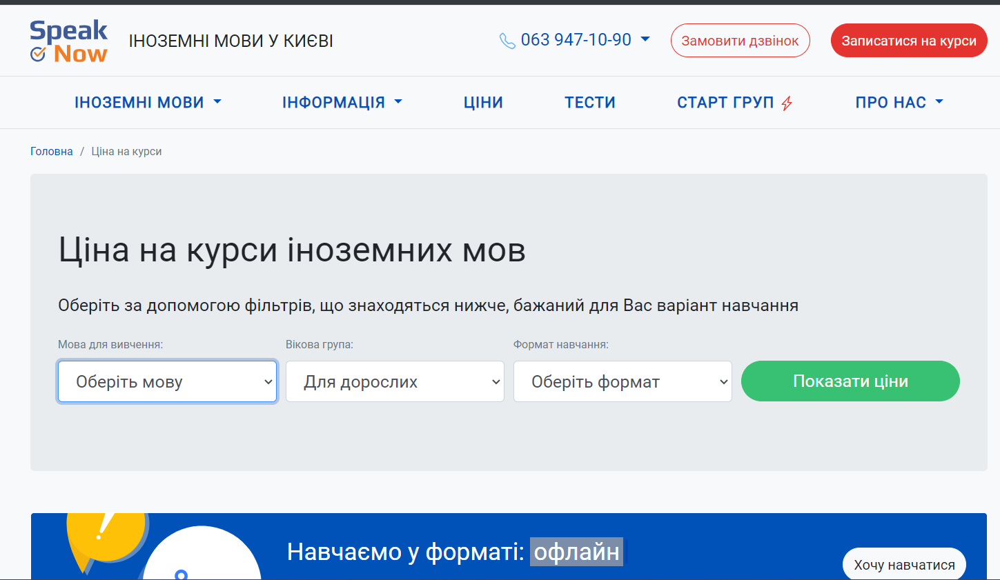 Speak
Now
ІНОЗЕМНІ МОВИ У КИЄВІ
063 947-10-90
Замовити дзвінок
Записатися на курси
ІНОЗЕМНІ МОВИ
ІНФОРМАЦІЯ
ЦІНИ
ТЕСТИ
СТАРТ ГРУП
ПРО НАС
Головна / Ціна на курси
Ціна на курси іноземних мов
Оберіть за допомогою фільтрів, що знаходяться нижче, бажаний для Вас варіант навчання
Мова для вивчення:
Вікова група:
Формат навчання:
Оберіть мову
Для дорослих
Оберіть формат
Показати ціни
Навчаємо у форматі: офлайн
Хочу навчатися